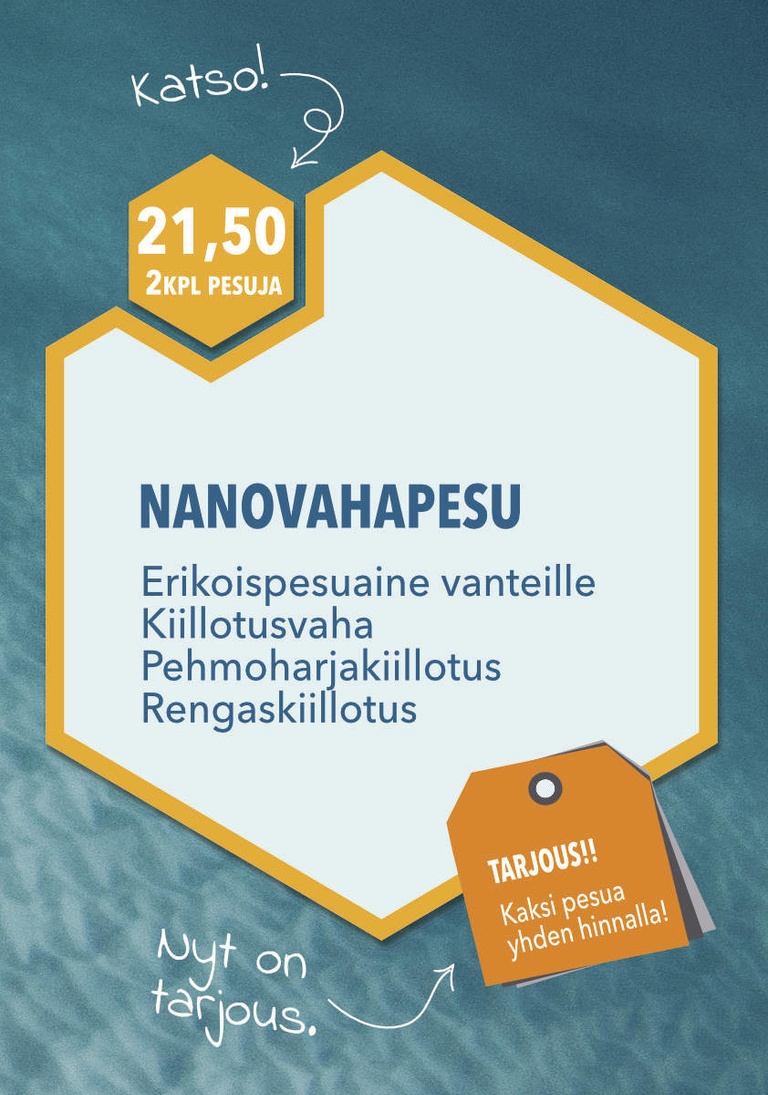 Katso!
21,50
2KPL PESUJA
NANOVAHAPESU
Erikoispesuaine vanteille
Kiillotusvaha
Pehmoharjakiillotus
Rengaskiillotus
TARJOUS!!
Kaksi pesua
yhden hinnalla!
Nyt on
tarjous.